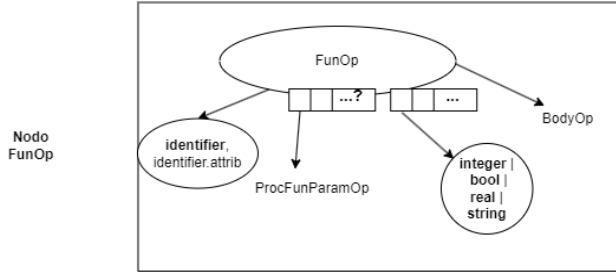 FunOp
...?
...
Nodo
FunOp
identifier,
identifier.attrib
BodyOp
ProcFunParamOp
integer |
bool |
real |
string